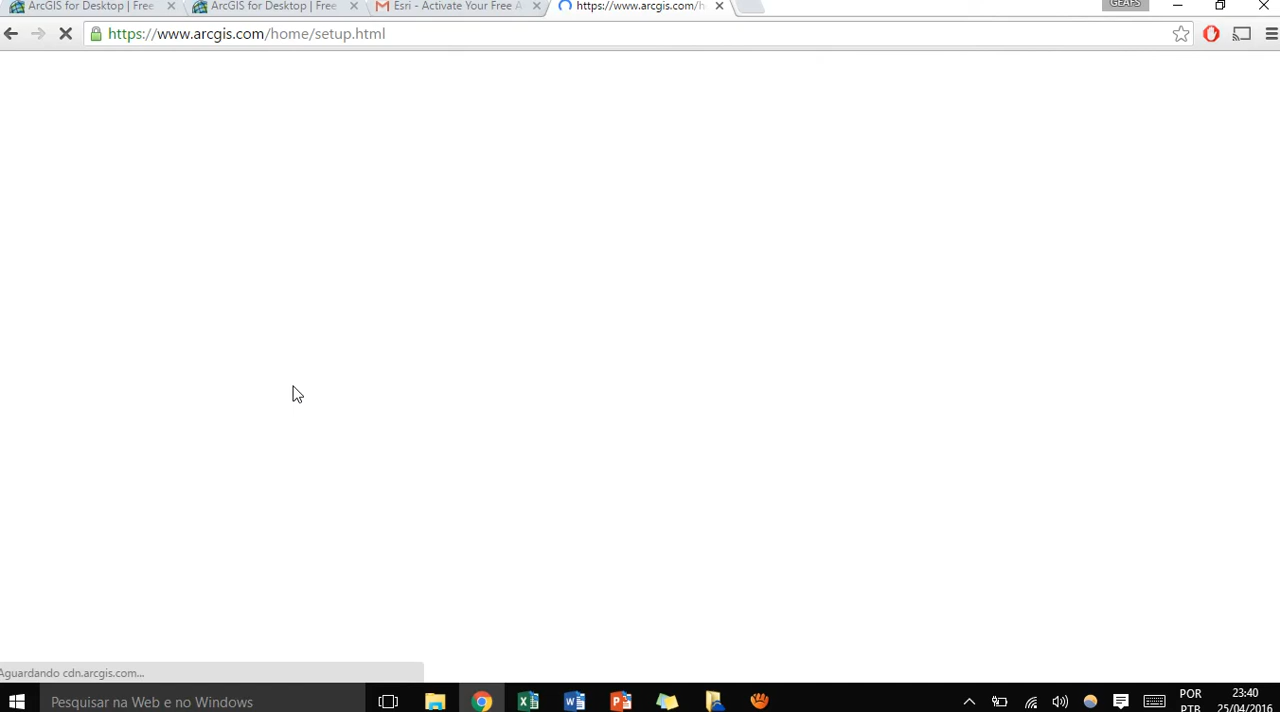 ArcGIS for Desktop | Free
ArcGIS for Desktop | Free
Esri - Activate Your Free A
https://www.arcgis.com/h
GEAFS
https://www.arcgis.com/home/setup.html
Aguardando cdn.arcgis.com...
Pesquisar na Web e no Windows
POR
PTB
23:40
25/04/2016